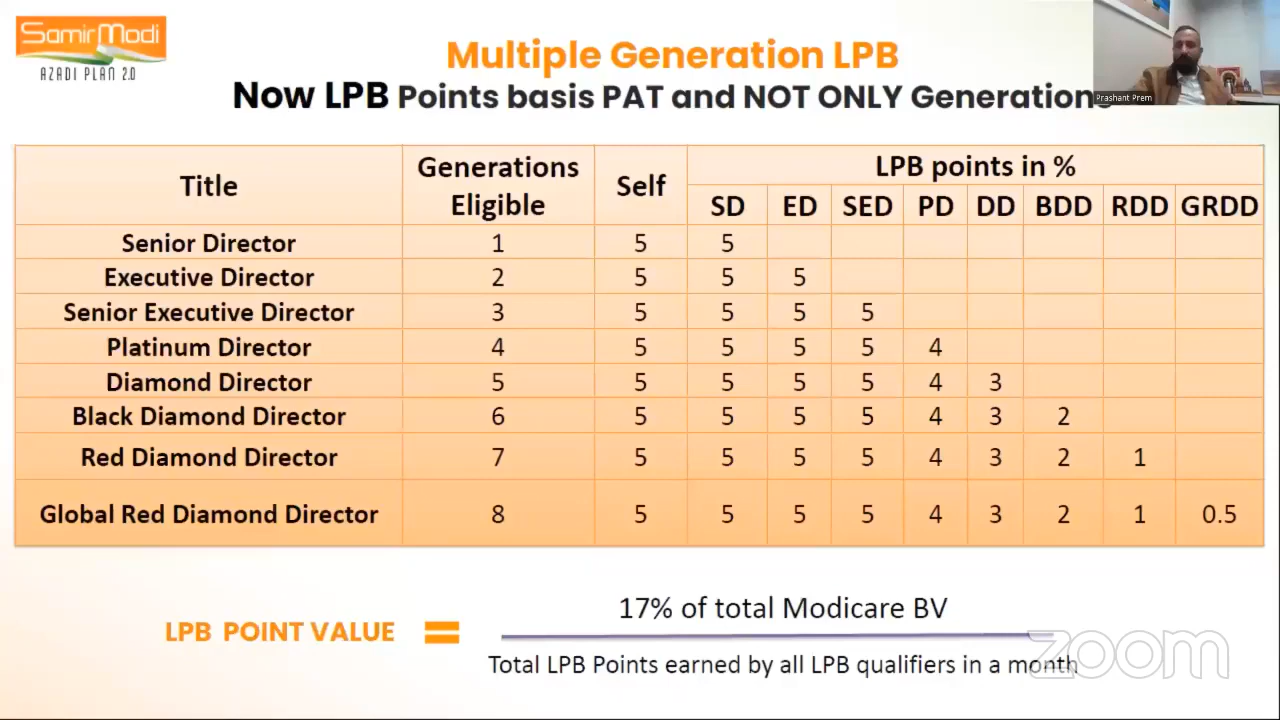 SamirModi
AZADI PLAN 2.0
Multiple Generation LPB
Now LPB Points basis PAT and NOT ONLY Generations
Prashant Prem
Title Generations Eligible Self LPB points in %
SD ED SED PD DD BDD RDD GRDD
Senior Director 1 5 5
Executive Director 2 5 5 5
Senior Executive Director 3 5 5 5 5
Platinum Director 4 5 5 5 5 4
Diamond Director 5 5 5 5 5 4 3
Black Diamond Director 6 5 5 5 5 4 3 2
Red Diamond Director 7 5 5 5 5 4 3 2 1
Global Red Diamond Director 8 5 5 5 5 4 3 2 1 0.5
LPB POINT VALUE = 17% of total Modicare BV
Total LPB Points earned by all LPB qualifiers in a month
zoom